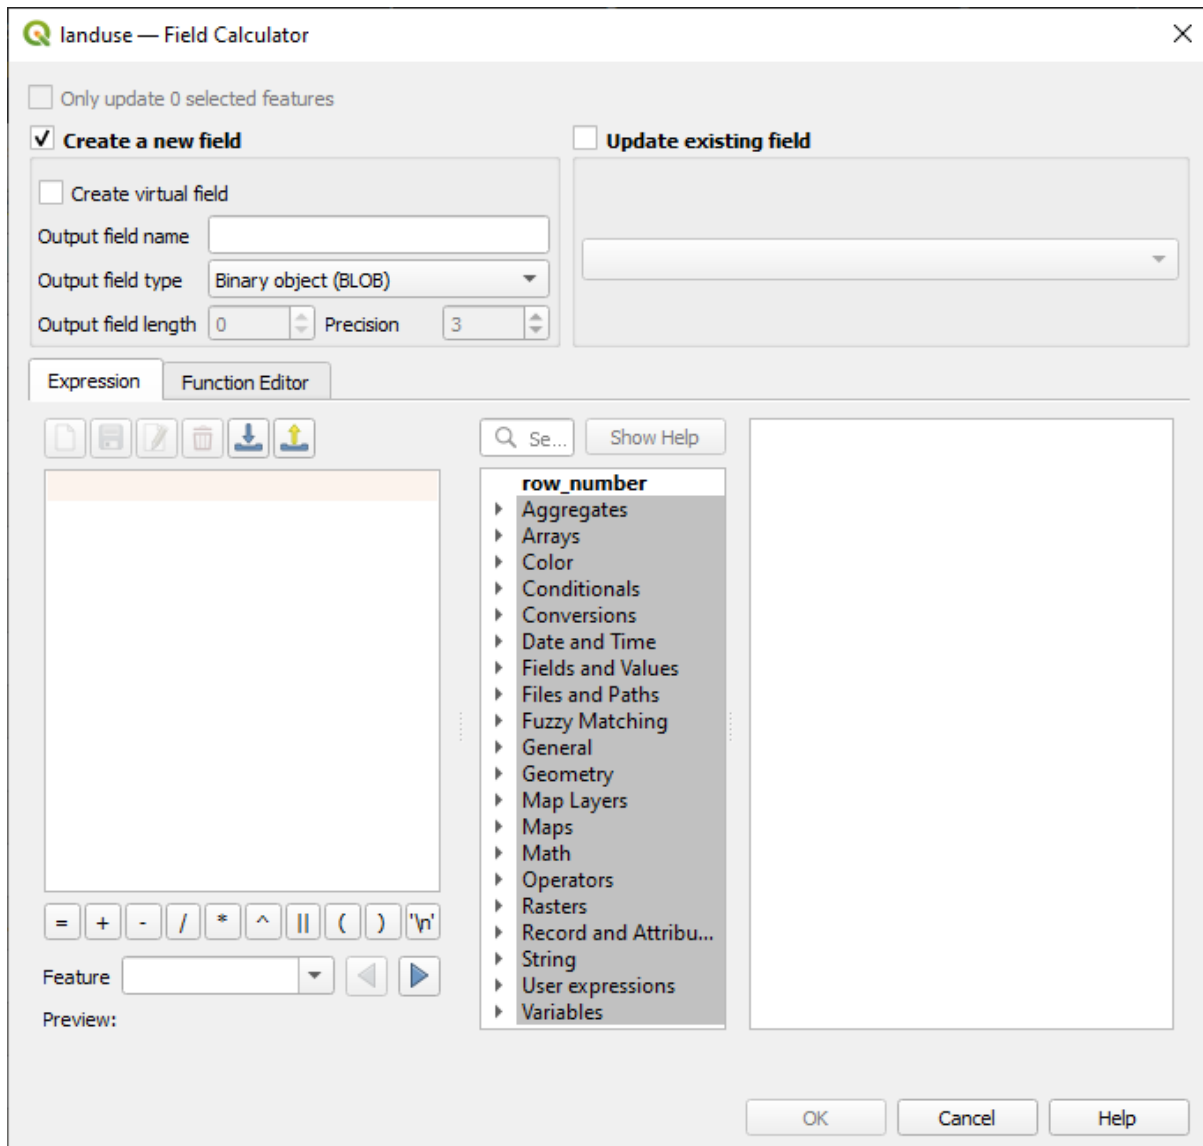 landuse — Field Calculator
Only update 0 selected features
Create a new field
Update existing field
Create virtual field
Output field name
Output field type Binary object (BLOB)
Output field length 0 Precision 3
Expression Function Editor
Se... Show Help
row_number
Aggregates
Arrays
Color
Conditionals
Conversions
Date and Time
Fields and Values
Files and Paths
Fuzzy Matching
General
Geometry
Map Layers
Maps
Math
Operators
Rasters
Record and Attribu...
String
User expressions
Variables
= + - / * ^ || ( ) '\n'
Feature
Preview:
OK Cancel Help